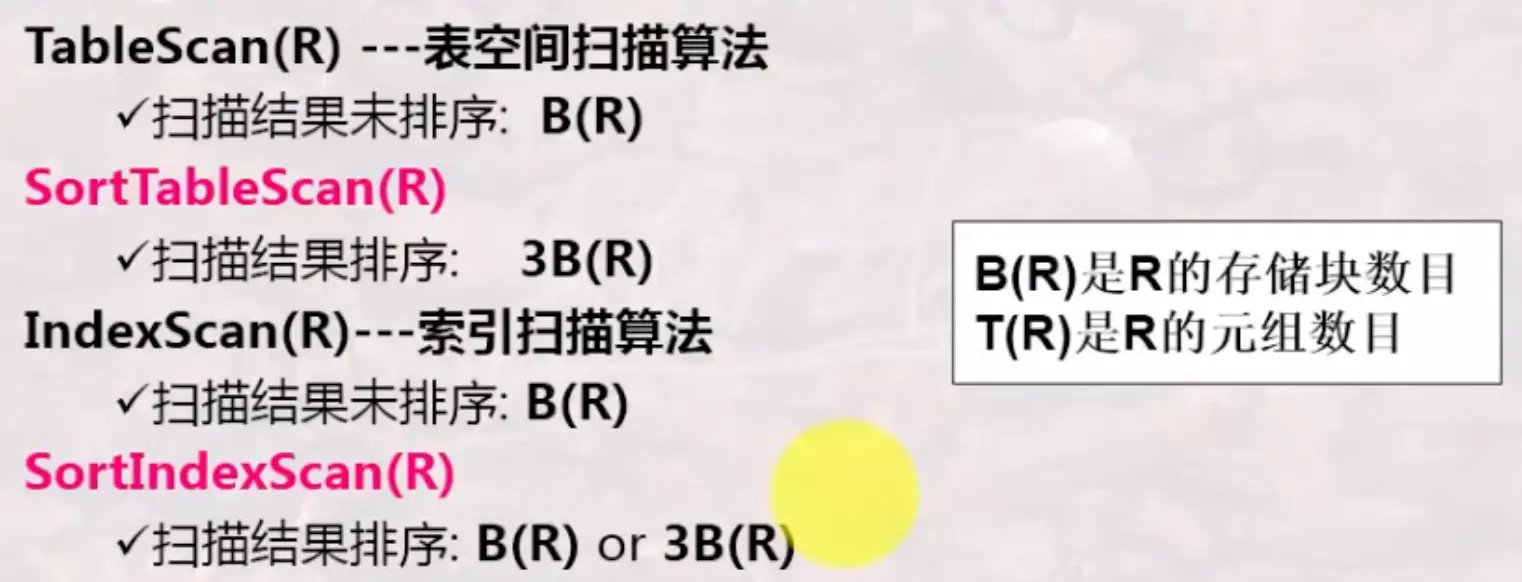 TableScan(R) ---表空间扫描算法
✓扫描结果未排序: B(R)
SortTableScan(R)
✓扫描结果排序: 3B(R)
IndexScan(R)---索引扫描算法
✓扫描结果未排序: B(R)
SortIndexScan(R)
✓扫描结果排序: B(R) or 3B(R)
B(R)是R的存储块数目
T(R)是R的元组数目